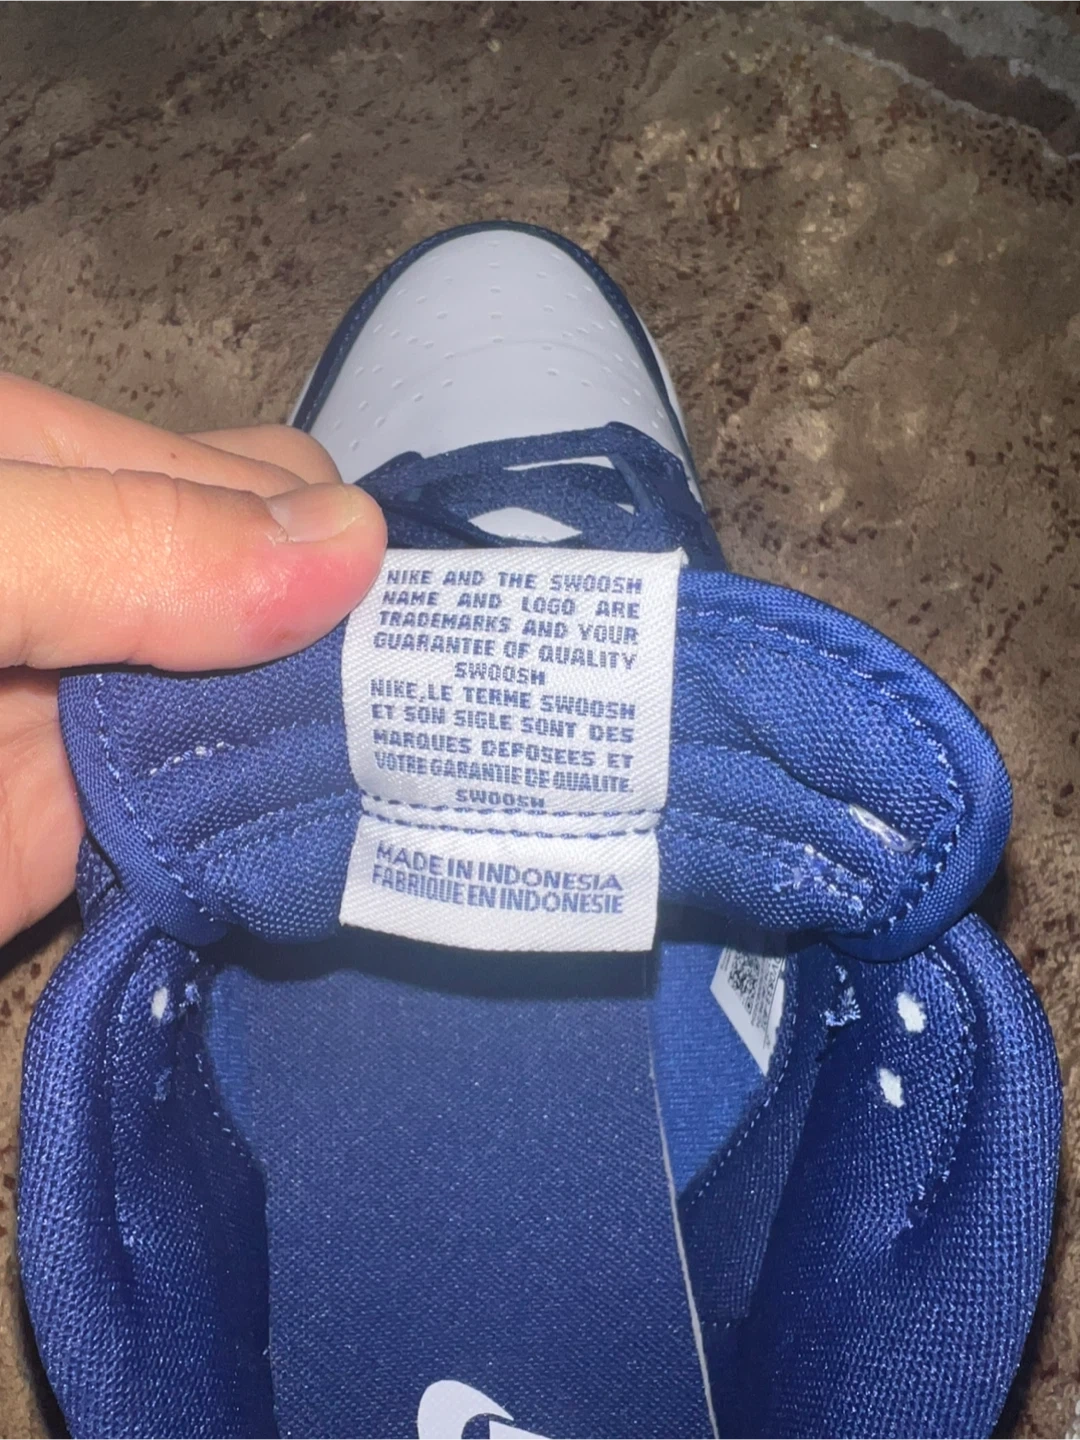 NIKE AND THE SWOOSH
NAME AND LOGO ARE
TRADEMARKS AND YOUR
GUARANTEE OF QUALITY
SWOOSH
NIKE,LE TERME SWOOSH
ET SON SIGLE SONT DES
MARQUES DEPOSEES ET
VOTRE GARANTIE DE QUALITE.
SWOOSH
MADE IN INDONESIA
FABRIQUE EN INDONESIE